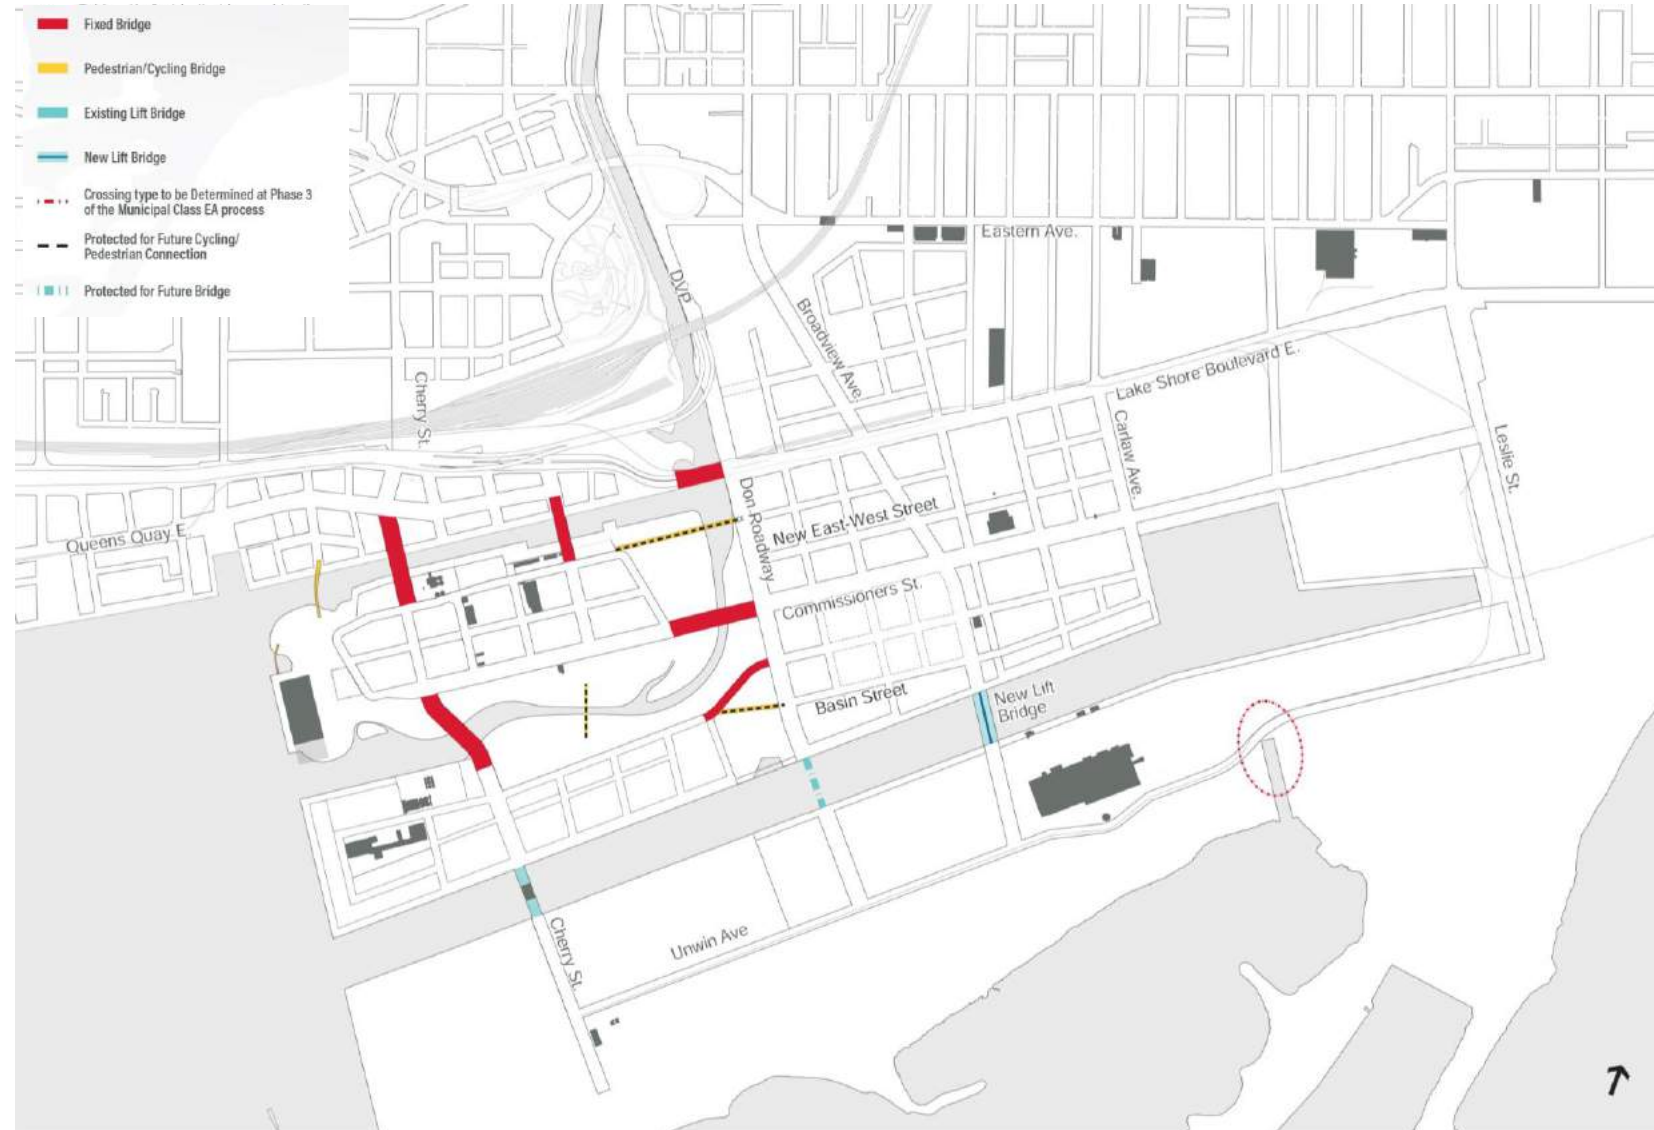 Fixed Bridge
Pedestrian/Cycling Bridge
Existing Lift Bridge
New Lift Bridge
Crossing type to be Determined at Phase 3
of the Municipal Class EA process
Protected for Future Cycling/
Pedestrian Connection
Protected for Future Bridge
Eastern Ave.
DVP
Broadview Ave.
Cherry St.
Lake Shore Boulevard E.
Carlaw Ave.
Leslie St.
Queens Quay E.
Don Roadway
New East-West Street
Commissioners St.
Basin Street
New Lift
Bridge
Unwin Ave
Cherry St.